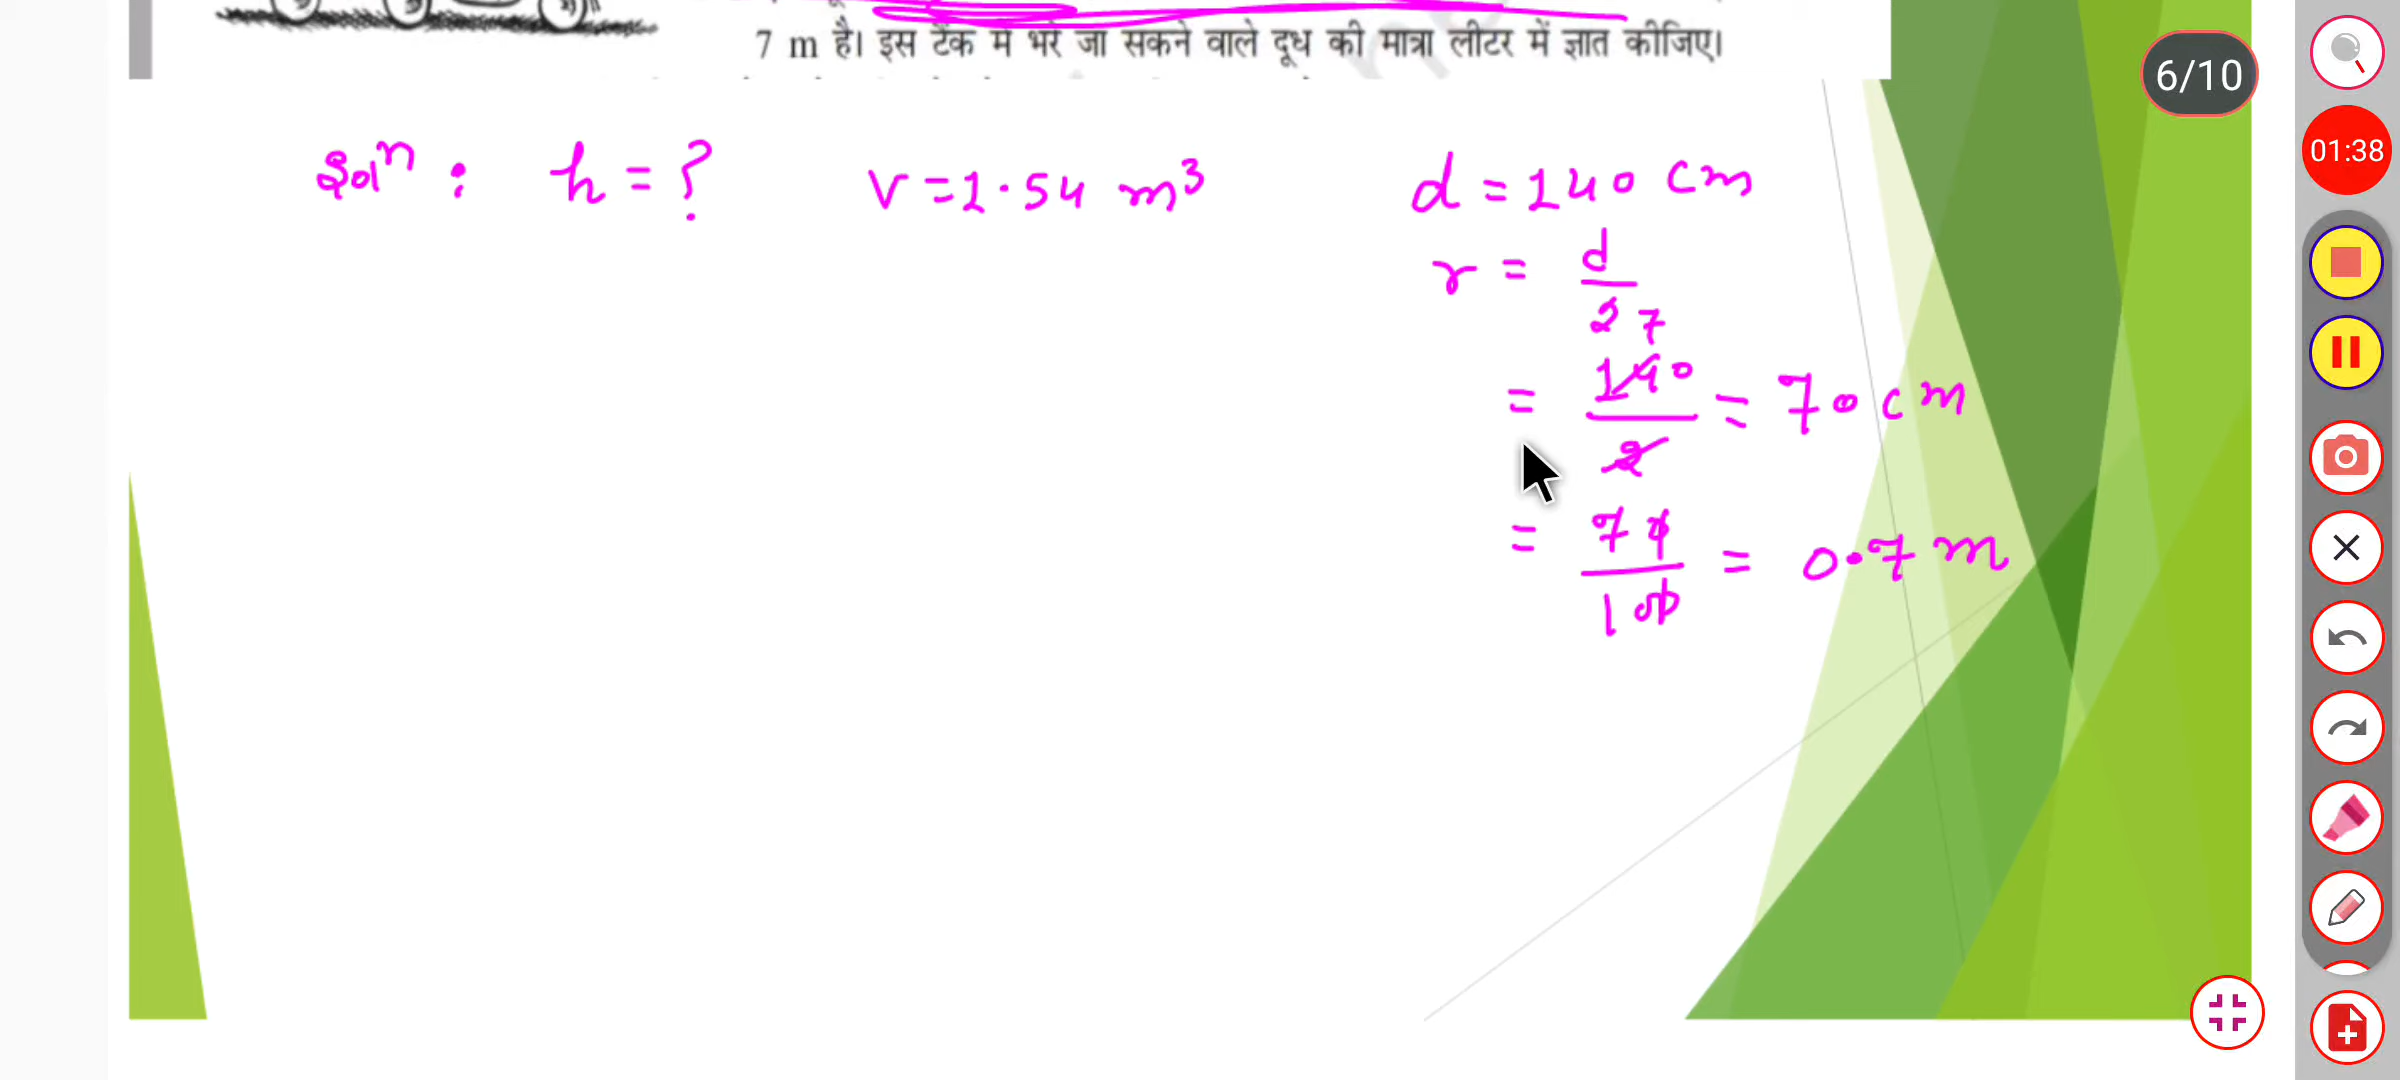 7 m है। इस टैंक में भरे जा सकने वाले दूध की मात्रा लीटर में ज्ञात कीजिए।
6/10
01:38
Solⁿ : h = ? V = 1.54 m³ d = 140 cm
r = d/2
= 140/2 = 70 cm
7
= 70/100 = 0.7 m